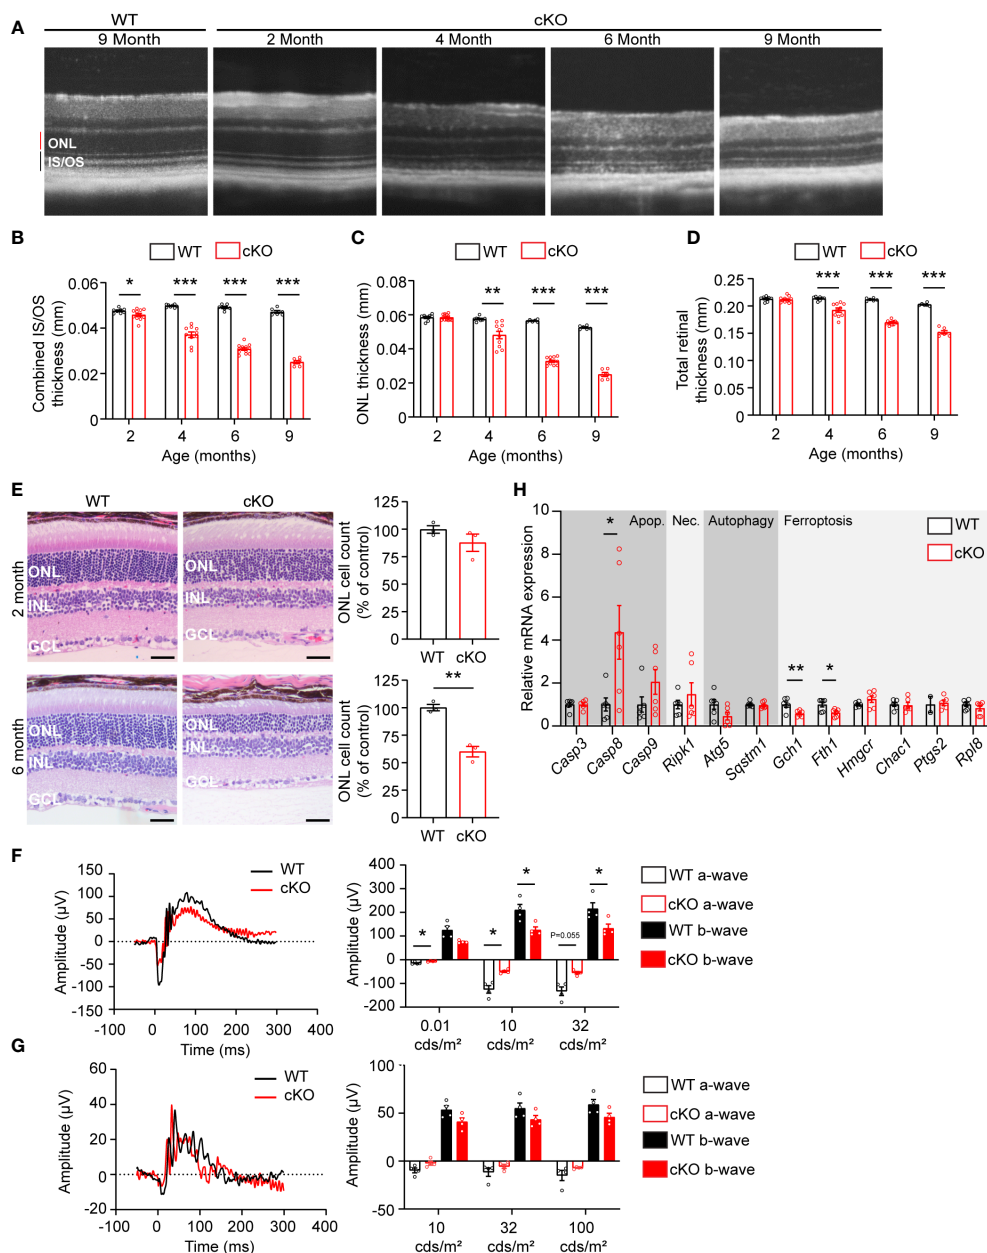 A
WT
cKO
9 Month
2 Month
4 Month
6 Month
9 Month
ONL
IS/OS
B
WT
cKO
Combined IS/OS
thickness (mm)
0.06
0.04
0.02
0
*
***
***
***
2
4
6
9
Age (months)
C
WT
cKO
ONL thickness (mm)
0.08
0.06
0.04
0.02
0
**
***
***
2
4
6
9
Age (months)
D
WT
cKO
Total retinal
thickness (mm)
0.25
0.20
0.15
0.10
0.05
0
***
***
***
2
4
6
9
Age (months)
E
WT
cKO
2 month
ONL
INL
GCL
ONL
INL
GCL
6 month
ONL
INL
GCL
ONL
INL
GCL
ONL cell count
(% of control)
125
100
75
50
25
0
WT
cKO
ONL cell count
(% of control)
125
100
75
50
25
0
**
WT
cKO
H
Relative mRNA expression
10
8
6
4
2
0
Apop.
Nec.
Autophagy
Ferroptosis
WT
cKO
*
**
*
Casp3
Casp8
Casp9
Ripk1
Atg5
Sqstm1
Gch1
Fth1
Hmgcr
Chac1
Ptgs2
Rpl8
F
Amplitude (µV)
150
100
50
0
-50
-100
-150
WT
cKO
-100
0
100
200
300
400
Time (ms)
Amplitude (µV)
400
300
200
100
0
-100
-200
*
*
*
P=0.055
*
0.01
cds/m²
10
cds/m²
32
cds/m²
WT a-wave
cKO a-wave
WT b-wave
cKO b-wave
G
Amplitude (µV)
60
40
20
0
-20
WT
cKO
-100
0
100
200
300
400
Time (ms)
Amplitude (µV)
100
50
0
-50
10
cds/m²
32
cds/m²
100
cds/m²
WT a-wave
cKO a-wave
WT b-wave
cKO b-wave